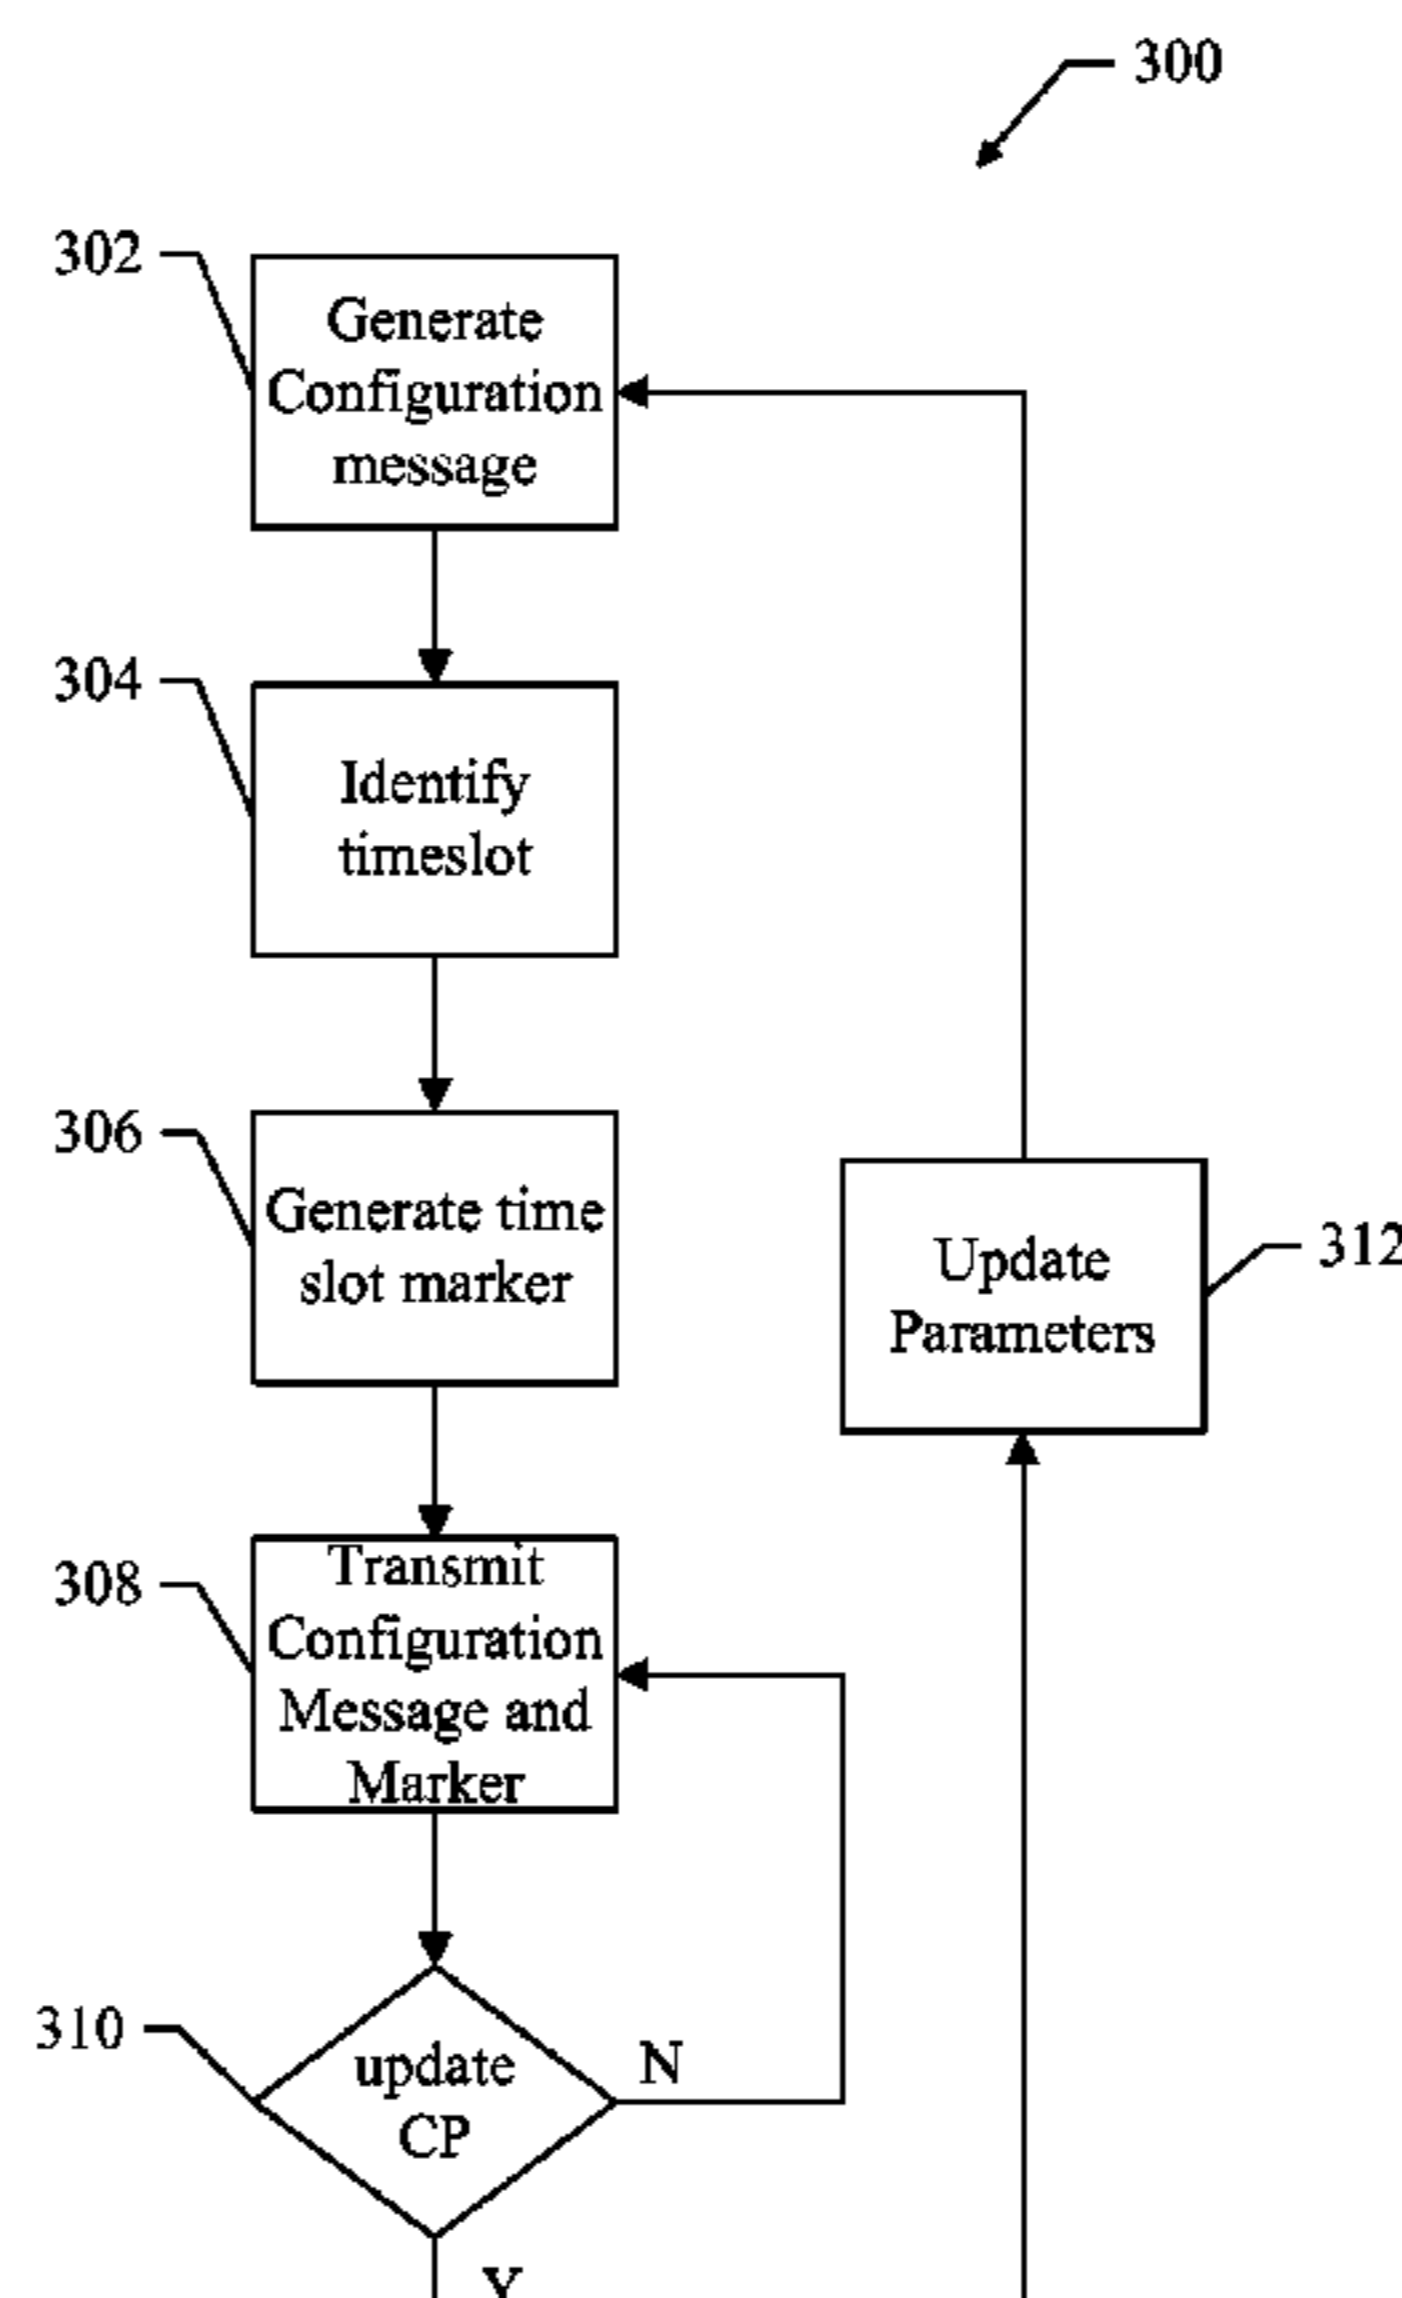 300
302
Generate
Configuration
message
304
Identify
timeslot
306
Generate time
slot marker
Update
Parameters
312
308
Transmit
Configuration
Message and
Marker
310
update
CP
N
Y